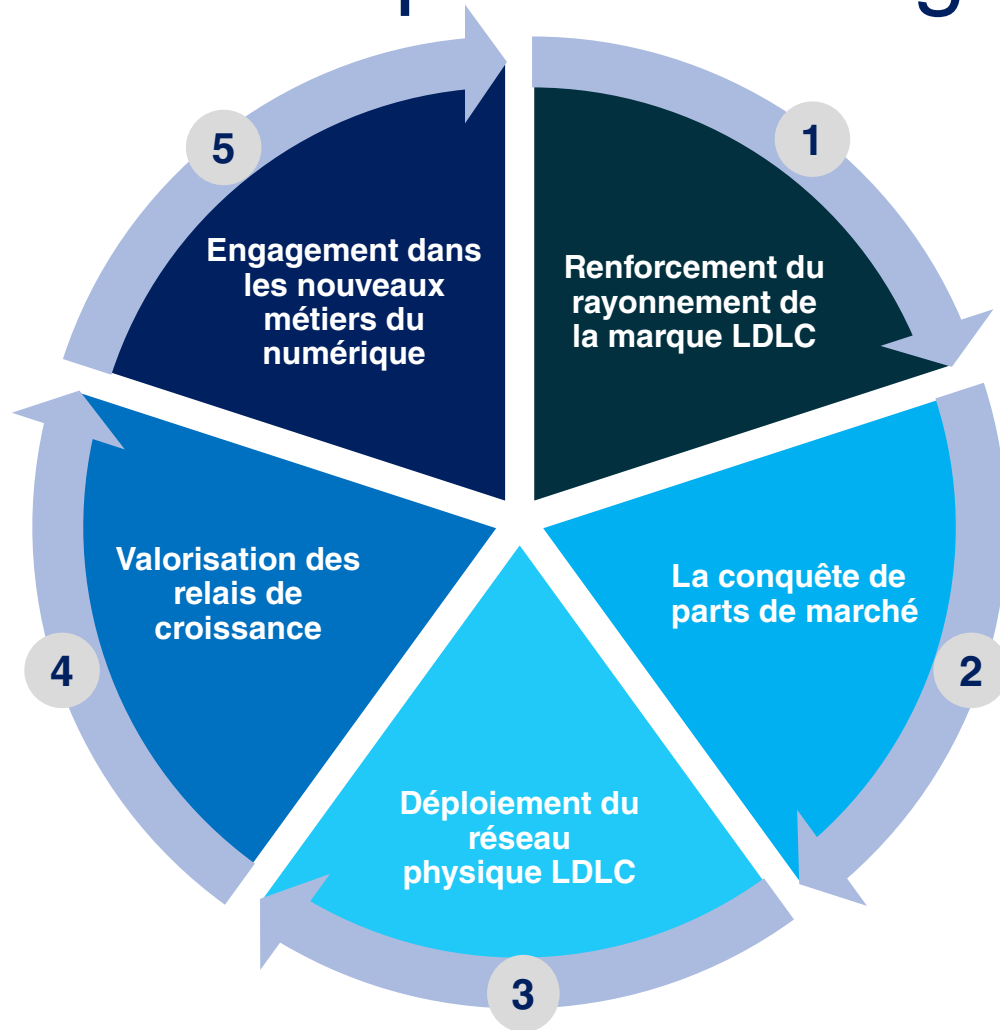 1
Renforcement du
rayonnement de
la marque LDLC
2
La conquête de
parts de marché
3
Déploiement du
réseau
physique LDLC
4
Valorisation des
relais de
croissance
5
Engagement dans
les nouveaux
métiers du
numérique